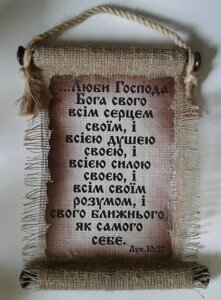 ...Люби Господа
Бога свого
всім серцем
своїм, і
всією душею
своєю, і
всією силою
своєю, і
всім своїм
розумом, і
свого ближнього,
як самого
себе.
Лук.10:27